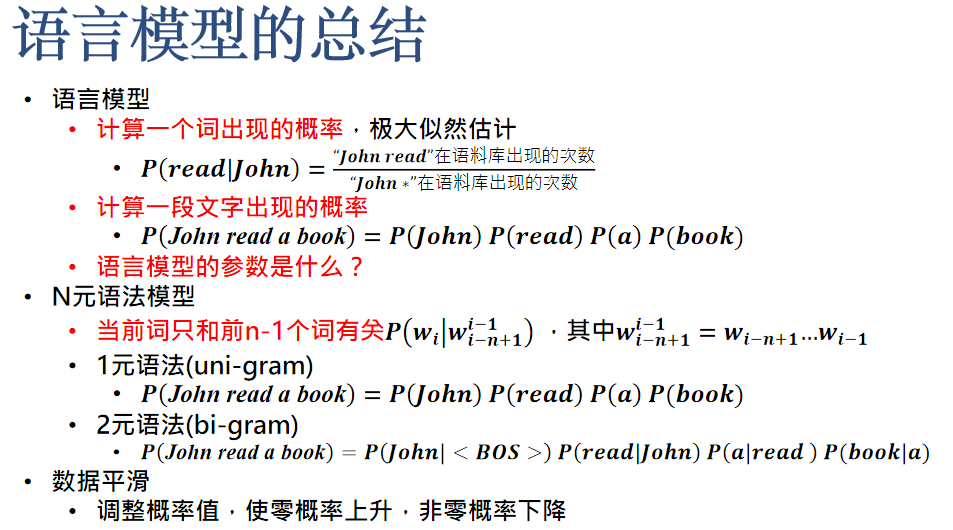 语言模型的总结
• 语言模型
• 计算一个词出现的概率，极大似然估计
• P(read|John) = "John read"在语料库出现的次数 / "John *"在语料库出现的次数
• 计算一段文字出现的概率
• P(John read a book) = P(John) P(read) P(a) P(book)
• 语言模型的参数是什么？
• N元语法模型
• 当前词只和前n-1个词有关P(w_i|w_{i-n+1}^{i-1}) ，其中w_{i-n+1}^{i-1} = w_{i-n+1}…w_{i-1}
• 1元语法(uni-gram)
• P(John read a book) = P(John) P(read) P(a) P(book)
• 2元语法(bi-gram)
• P(John read a book) = P(John| < BOS >) P(read|John) P(a|read ) P(book|a)
• 数据平滑
• 调整概率值，使零概率上升，非零概率下降